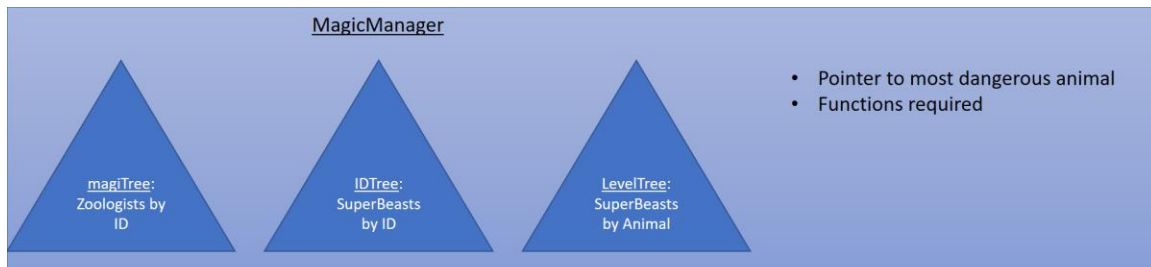 MagicManager
• Pointer to most dangerous animal
• Functions required
magiTree:
Zoologists by
ID
IDTree:
SuperBeasts
by ID
LevelTree:
SuperBeasts
by Animal